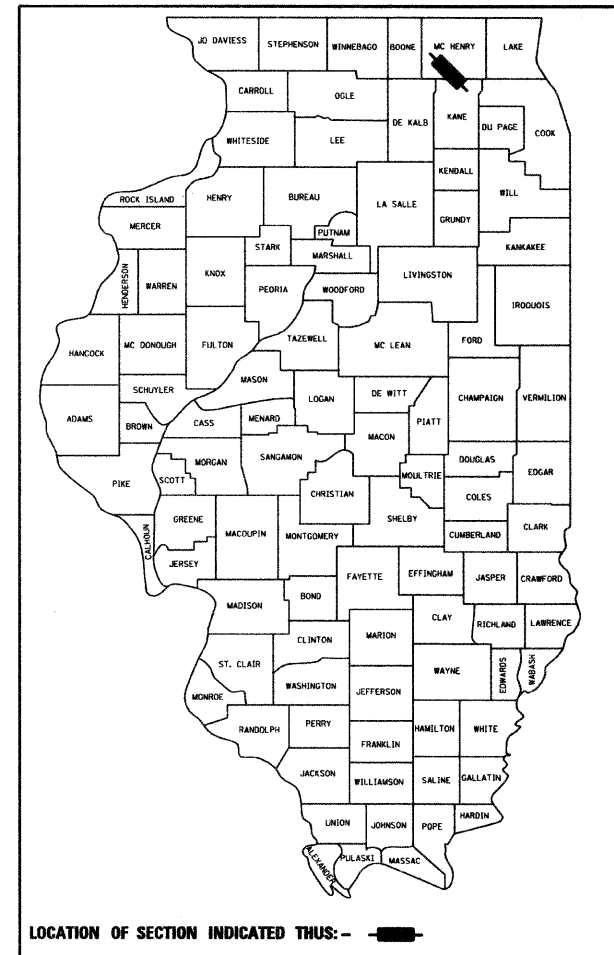 JO DAVIESS
STEPHENSON
WINNEBAGO
BOONE
MC HENRY
LAKE
CARROLL
OGLE
DE KALB
KANE
DU PAGE
COOK
WHITESIDE
LEE
KENDALL
WILL
ROCK ISLAND
HENRY
BUREAU
LA SALLE
GRUNDY
MERCER
PUTNAM
STARK
MARSHALL
KANKAKEE
HENDERSON
WARREN
KNOX
PEORIA
WOODFORD
LIVINGSTON
IROQUOIS
HANCOCK
MC DONOUGH
FULTON
TAZEWELL
MC LEAN
FORD
SCHUYLER
MASON
LOGAN
DE WITT
CHAMPAIGN
VERMILION
ADAMS
BROWN
CASS
MENARD
MACON
PIATT
PIKE
SCOTT
MORGAN
SANGAMON
CHRISTIAN
MOULTRIE
DOUGLAS
EDGAR
COLES
CALHOUN
GREENE
JERSEY
MACOUPIN
MONTGOMERY
SHELBY
CUMBERLAND
CLARK
MADISON
BOND
FAYETTE
EFFINGHAM
JASPER
CRAWFORD
CLINTON
MARION
CLAY
RICHLAND
LAWRENCE
ST. CLAIR
MONROE
WASHINGTON
JEFFERSON
WAYNE
EDWARDS
WABASH
RANDOLPH
PERRY
FRANKLIN
HAMILTON
WHITE
JACKSON
WILLIAMSON
SALINE
GALLATIN
UNION
JOHNSON
POPE
HARDIN
ALEXANDER
PULASKI
MASSAC
LOCATION OF SECTION INDICATED THUS: -